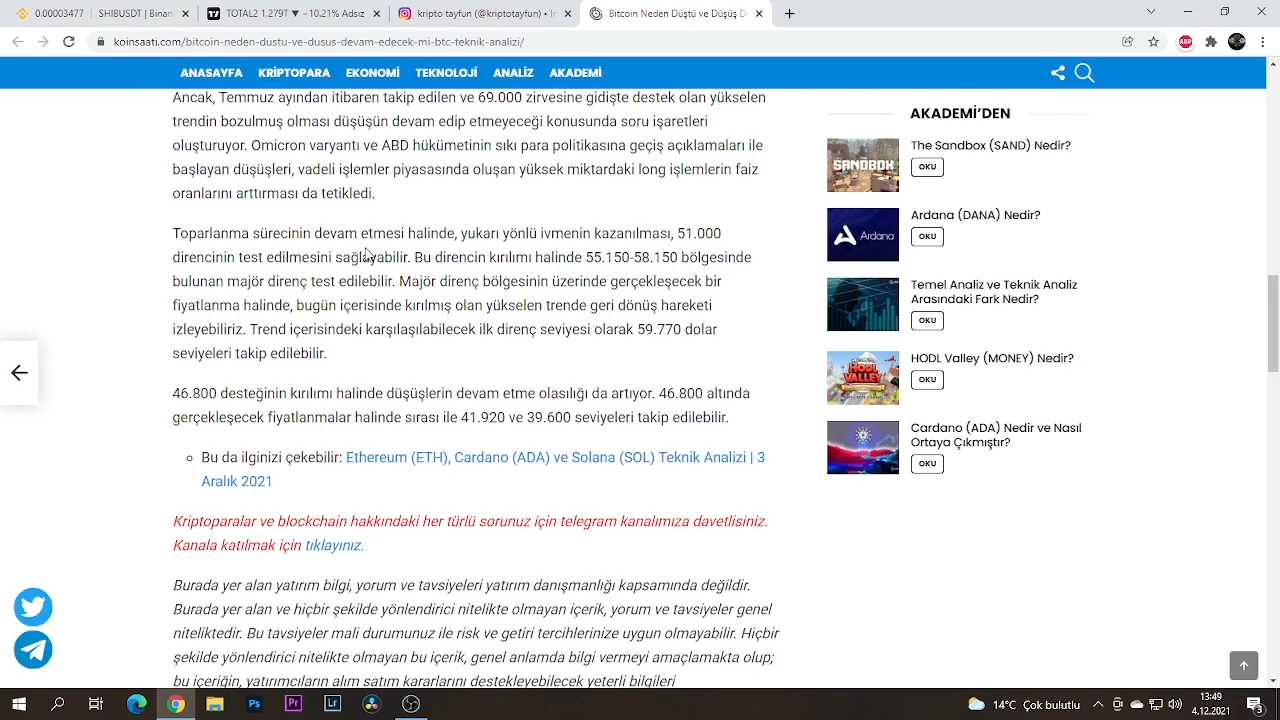 0.00003477 | SHIBUSDT | Binan
TOTAL2 1.279T ▼ −10.21% Adsız
kripto fayfun (@kriptofayfun) • In
Bitcoin Neden Düştü ve Düşüş D
koinsaati.com/bitcoin-neden-dustu-ve-dusus-devam-edecek-mi-btc-teknik-analizi/
ABP
ANASAYFA KRİPTOPARA EKONOMİ TEKNOLOJİ ANALİZ AKADEMİ
Ancak, Temmuz ayından itibaren takip edilen ve 69.000 zirvesine gidişte destek olan yükselen
trendin bozulmuş olması düşüşün devam edip etmeyeceği konusunda soru işaretleri
oluşturuyor. Omicron varyantı ve ABD hükümetinin sıkı para politikasına geçiş açıklamaları ile
başlayan düşüşleri, vadeli işlemler piyasasında oluşan yüksek miktardaki long işlemlerin faiz
oranlarını arttırması da tetikledi.
Toparlanma sürecinin devam etmesi halinde, yukarı yönlü ivmenin kazanılması, 51.000
direncinin test edilmesini sağlayabilir. Bu direncin kırılımı halinde 55.150-58.150 bölgesinde
bulunan majör direnç test edilebilir. Majör direnç bölgesinin üzerinde gerçekleşecek bir
fiyatlanma halinde, bugün içerisinde kırılmış olan yükselen trende geri dönüş hareketi
izleyebiliriz. Trend içerisindeki karşılaşılabilecek ilk direnç seviyesi olarak 59.770 dolar
seviyeleri takip edilebilir.
46.800 desteğinin kırılımı halinde düşüşlerin devam etme olasılığı da artıyor. 46.800 altında
gerçekleşecek fiyatlanmalar halinde sırası ile 41.920 ve 39.600 seviyeleri takip edilebilir.
Bu da ilginizi çekebilir: Ethereum (ETH), Cardano (ADA) ve Solana (SOL) Teknik Analizi | 3
Aralık 2021
Kriptoparalar ve blockchain hakkındaki her türlü sorunuz için telegram kanalımıza davetlisiniz.
Kanala katılmak için tıklayınız.
Burada yer alan yatırım bilgi, yorum ve tavsiyeleri yatırım danışmanlığı kapsamında değildir.
Burada yer alan ve hiçbir şekilde yönlendirici nitelikte olmayan içerik, yorum ve tavsiyeler genel
niteliktedir. Bu tavsiyeler mali durumunuz ile risk ve getiri tercihlerinize uygun olmayabilir. Hiçbir
şekilde yönlendirici nitelikte olmayan bu içerik, genel anlamda bilgi vermeyi amaçlamakta olup;
bu içeriğin, yatırımcıların alım satım kararlarını destekleyebilecek yeterli bilgileri
AKADEMİ’DEN
SANDBOX
The Sandbox (SAND) Nedir?
OKU
Ardana
Ardana (DANA) Nedir?
OKU
Temel Analiz ve Teknik Analiz
Arasındaki Fark Nedir?
OKU
HODL
VALLEY
HODL Valley (MONEY) Nedir?
OKU
Cardano (ADA) Nedir ve Nasıl
Ortaya Çıkmıştır?
OKU
Ps
Pr
Lr
14°C Çok bulutlu
13:49
4.12.2021
3